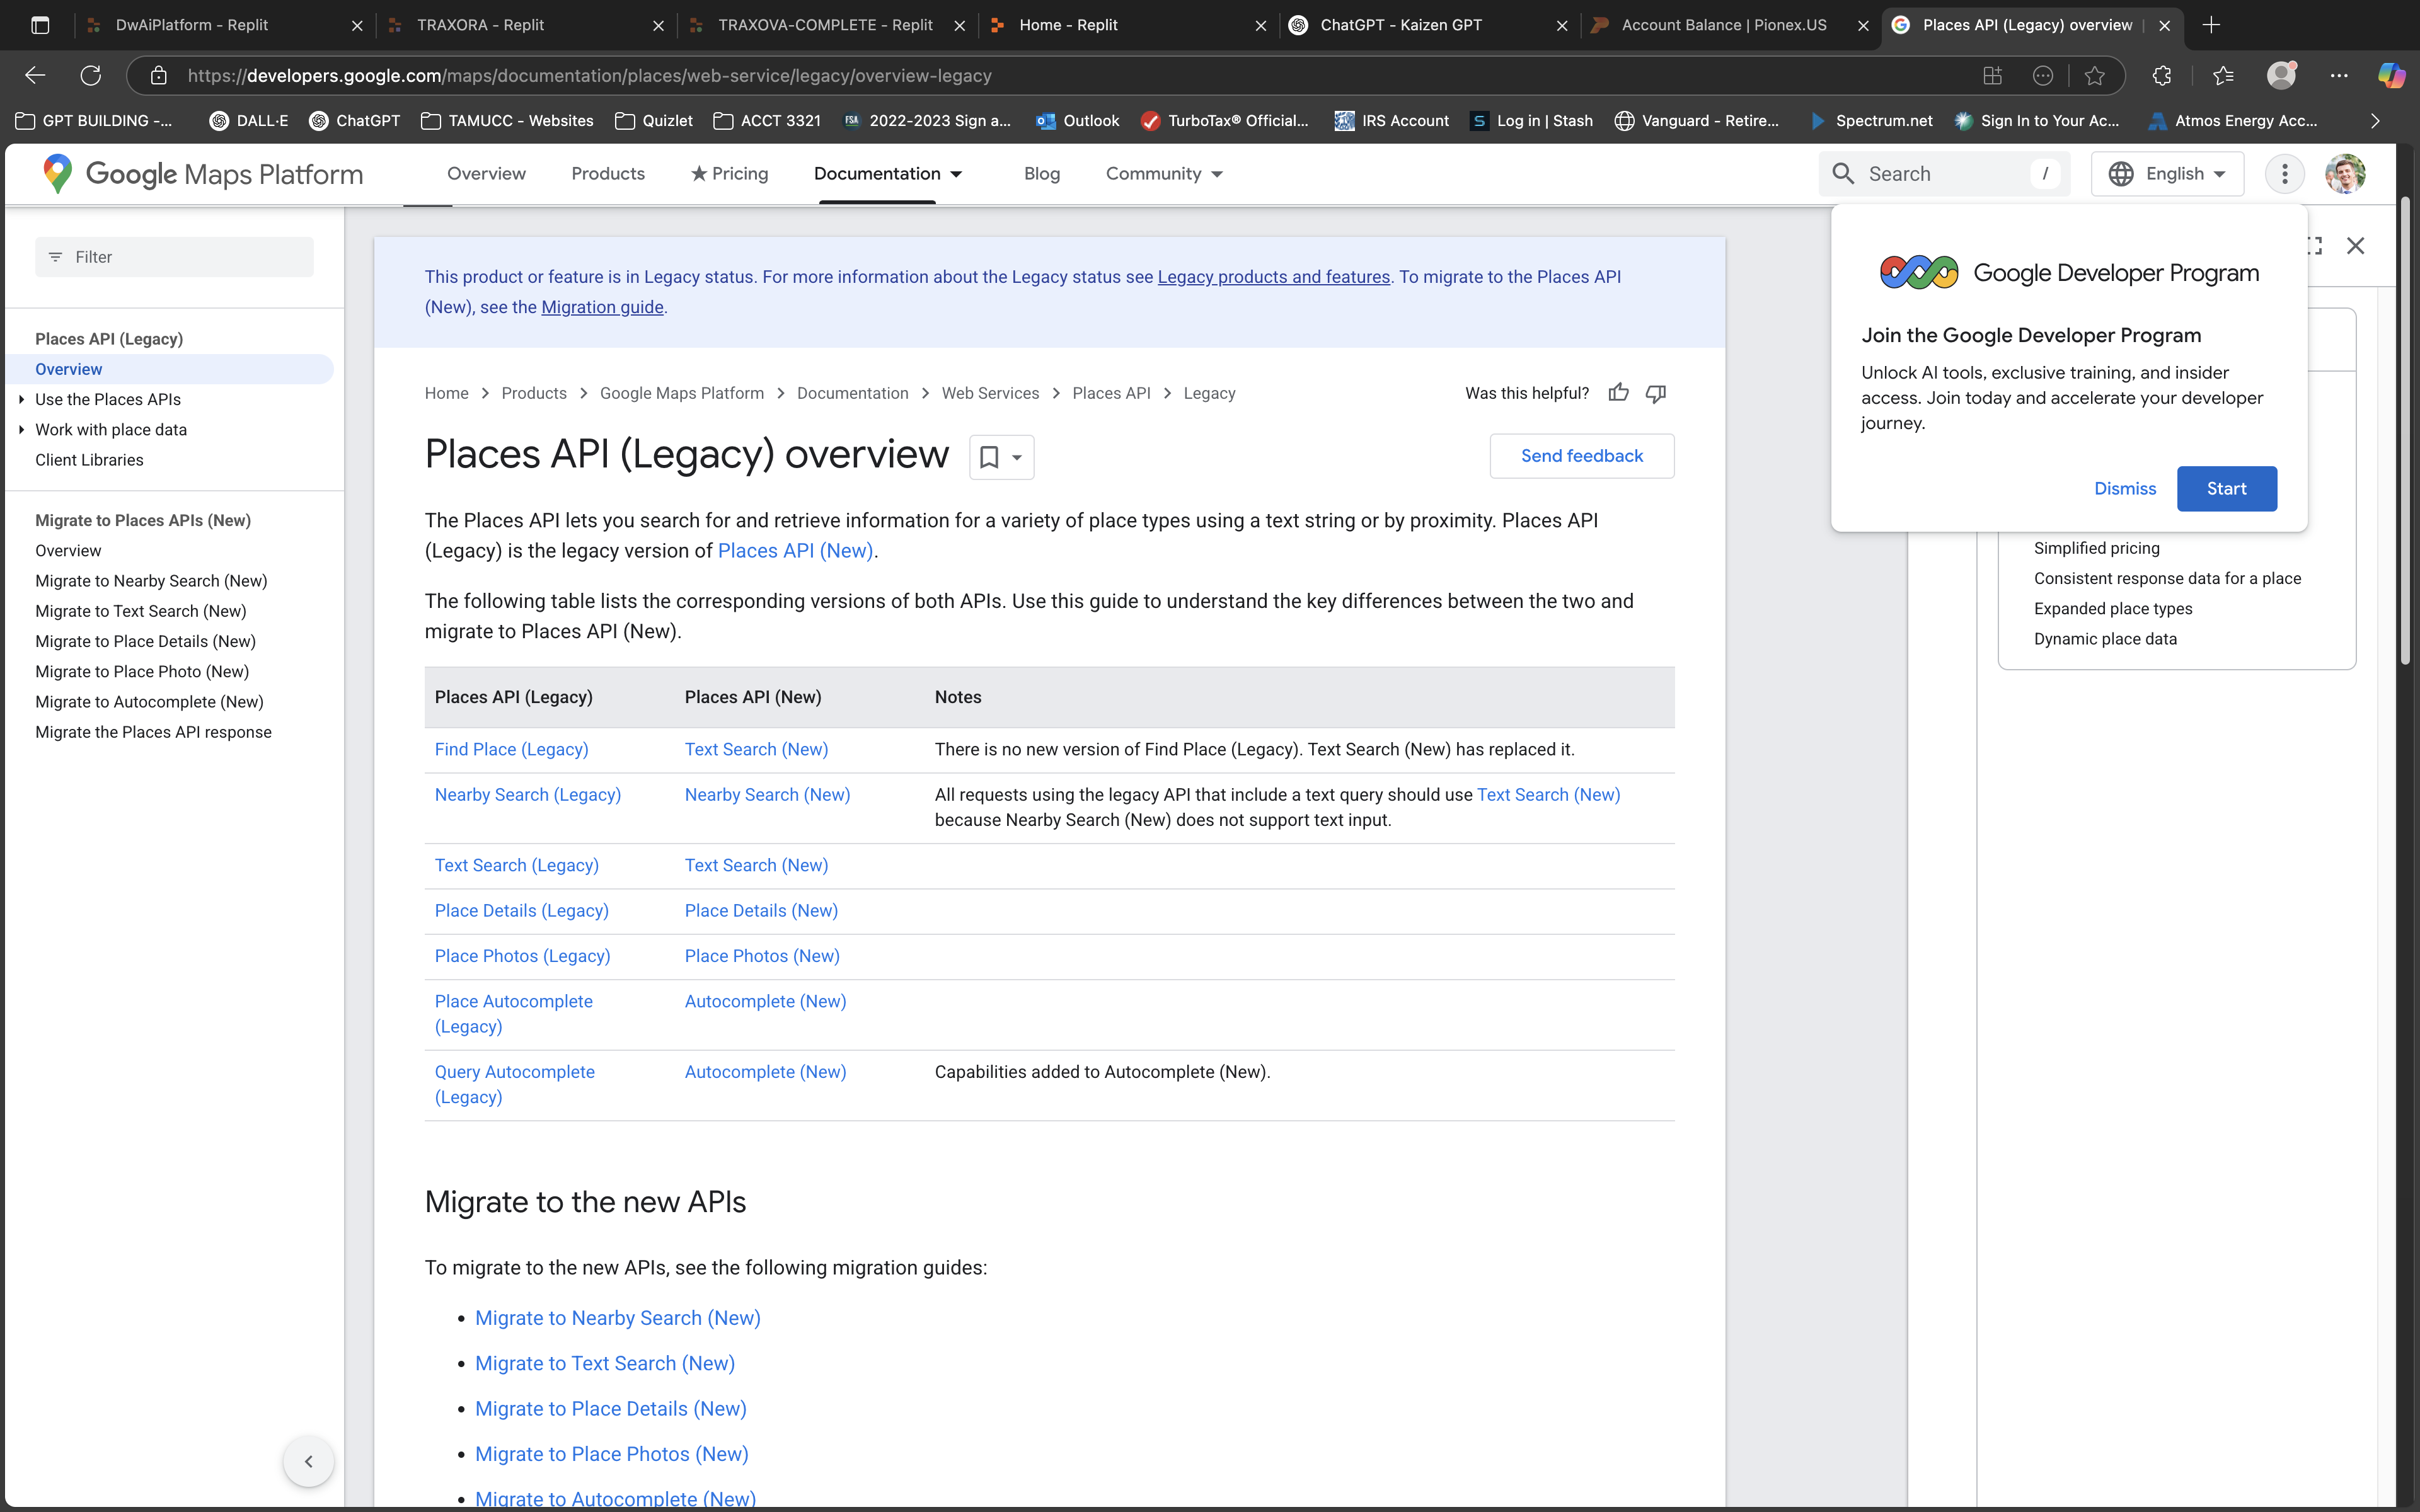 DwAiPlatform - Replit
TRAXORA - Replit
TRAXOVA-COMPLETE - Replit
Home - Replit
ChatGPT - Kaizen GPT
Account Balance | Pionex.US
Places API (Legacy) overview
https://developers.google.com/maps/documentation/places/web-service/legacy/overview-legacy
GPT BUILDING -...
DALL·E
ChatGPT
TAMUCC - Websites
Quizlet
ACCT 3321
FSA
2022-2023 Sign a...
Outlook
TurboTax® Official...
IRS Account
S
Log in | Stash
Vanguard - Retire...
Spectrum.net
Sign In to Your Ac...
Atmos Energy Acc...
Google Maps Platform
Overview
Products
★ Pricing
Documentation
Blog
Community
Search
/
English
Filter
Places API (Legacy)
Overview
Use the Places APIs
Work with place data
Client Libraries
Migrate to Places APIs (New)
Overview
Migrate to Nearby Search (New)
Migrate to Text Search (New)
Migrate to Place Details (New)
Migrate to Place Photo (New)
Migrate to Autocomplete (New)
Migrate the Places API response
This product or feature is in Legacy status. For more information about the Legacy status see Legacy products and features. To migrate to the Places API
(New), see the Migration guide.
Home > Products > Google Maps Platform > Documentation > Web Services > Places API > Legacy
Was this helpful?
Places API (Legacy) overview
Send feedback
The Places API lets you search for and retrieve information for a variety of place types using a text string or by proximity. Places API
(Legacy) is the legacy version of Places API (New).
The following table lists the corresponding versions of both APIs. Use this guide to understand the key differences between the two and
migrate to Places API (New).
Places API (Legacy) Places API (New) Notes
Find Place (Legacy) Text Search (New) There is no new version of Find Place (Legacy). Text Search (New) has replaced it.
Nearby Search (Legacy) Nearby Search (New) All requests using the legacy API that include a text query should use Text Search (New)
because Nearby Search (New) does not support text input.
Text Search (Legacy) Text Search (New)
Place Details (Legacy) Place Details (New)
Place Photos (Legacy) Place Photos (New)
Place Autocomplete Autocomplete (New)
(Legacy)
Query Autocomplete Autocomplete (New) Capabilities added to Autocomplete (New).
(Legacy)
Migrate to the new APIs
To migrate to the new APIs, see the following migration guides:
• Migrate to Nearby Search (New)
• Migrate to Text Search (New)
• Migrate to Place Details (New)
• Migrate to Place Photos (New)
• Migrate to Autocomplete (New)
Google Developer Program
Join the Google Developer Program
Unlock AI tools, exclusive training, and insider
access. Join today and accelerate your developer
journey.
Dismiss
Start
Simplified pricing
Consistent response data for a place
Expanded place types
Dynamic place data